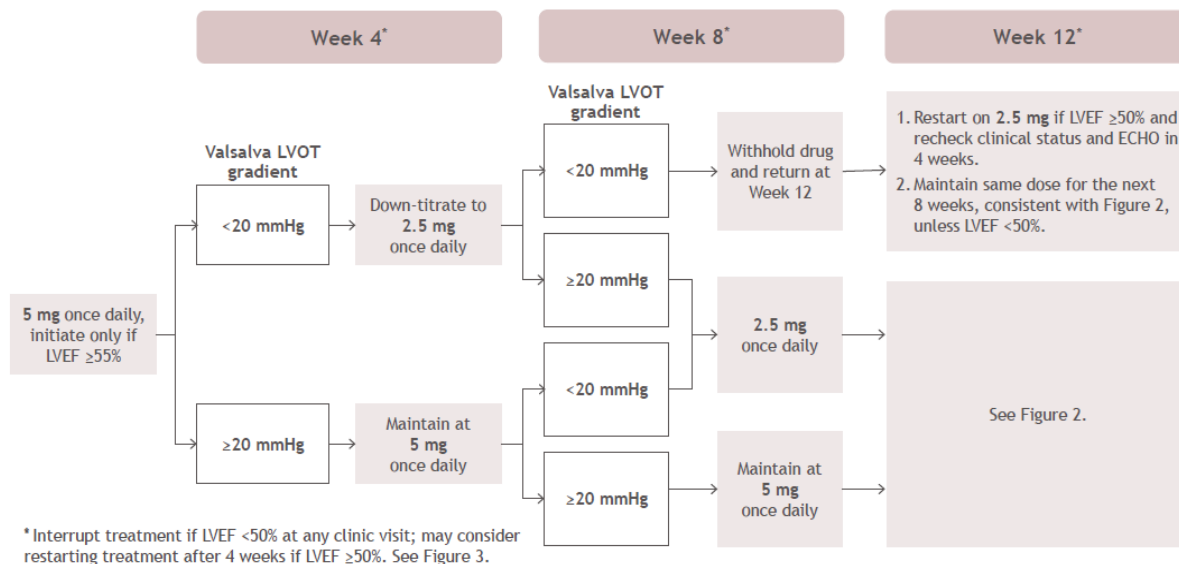 Week 4*
Week 8*
Week 12*
Valsalva LVOT
gradient
<20 mmHg
Down-titrate to
2.5 mg
once daily
Valsalva LVOT
gradient
<20 mmHg
Withhold drug
and return at
Week 12
1. Restart on 2.5 mg if LVEF ≥50% and
recheck clinical status and ECHO in
4 weeks.
2. Maintain same dose for the next
8 weeks, consistent with Figure 2,
unless LVEF <50%.
≥20 mmHg
5 mg once daily,
initiate only if
LVEF ≥55%
2.5 mg
once daily
<20 mmHg
≥20 mmHg
Maintain at
5 mg
once daily
≥20 mmHg
Maintain at
5 mg
once daily
See Figure 2.
* Interrupt treatment if LVEF <50% at any clinic visit; may consider
restarting treatment after 4 weeks if LVEF ≥50%. See Figure 3.